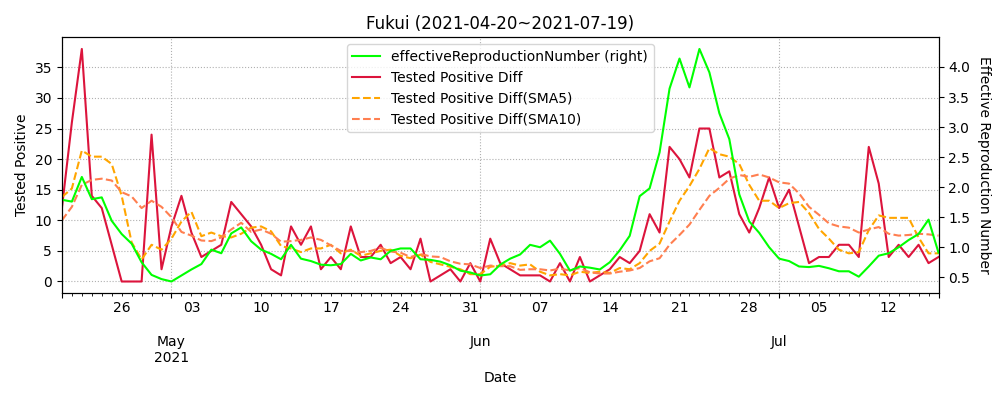 Fukui (2021-04-20~2021-07-19)
effectiveReproductionNumber (right)
Tested Positive Diff
Tested Positive Diff(SMA5)
Tested Positive Diff(SMA10)
Tested Positive
35
30
25
20
15
10
5
0
4.0
3.5
3.0
2.5
2.0
1.5
1.0
0.5
Effective Reproduction Number
26 03 10 17 24 31 07 14 21 28 05 12
May Jun Jul
2021
Date